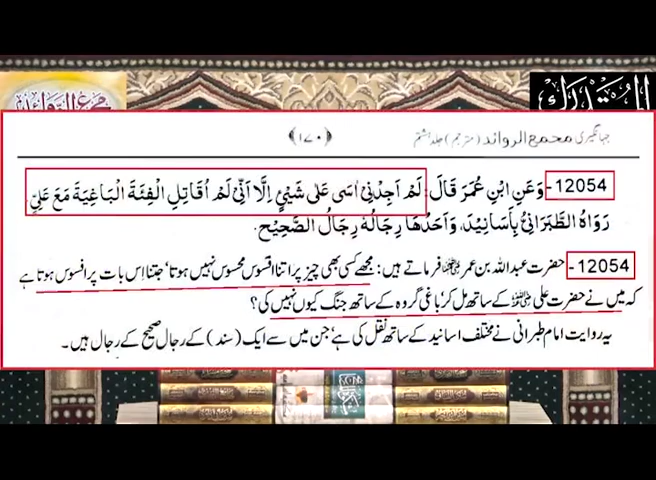 المستدرك
جہانگیری مجمع الزوائد (مترجم) جلد ہشتم
﴿۱۷۰﴾
12054- وَعَنِ ابْنِ عُمَرَ قَالَ: لَمْ اَجِدْنِیْ اٰسَی عَلٰی شَیْئٍ اِلَّا اَنِّیْ لَمْ اُقَاتِلِ الْفِئَةَ الْبَاغِيَةَ مَعَ عَلِیٍّ
رَوَاهُ الطَّبَرَانِیُّ بِاَسَانِيْدَ، وَاَحَدُهَا رِجَالُهٗ رِجَالُ الصَّحِيْحِ.
12054- حضرت عبداللہ بن عمر ﷠ فرماتے ہیں: مجھے کسی بھی چیز پر اتنا افسوس محسوس نہیں ہوتا، جتنا اس بات پر افسوس ہوتا ہے
کہ میں نے حضرت علی ﷜ کے ساتھ مل کر باغی گروہ کے ساتھ جنگ کیوں نہیں کی؟
یہ روایت امام طبرانی نے مختلف اسانید کے ساتھ نقل کی ہے، جن میں سے ایک (سند) کے رجال صحیح کے رجال ہیں۔